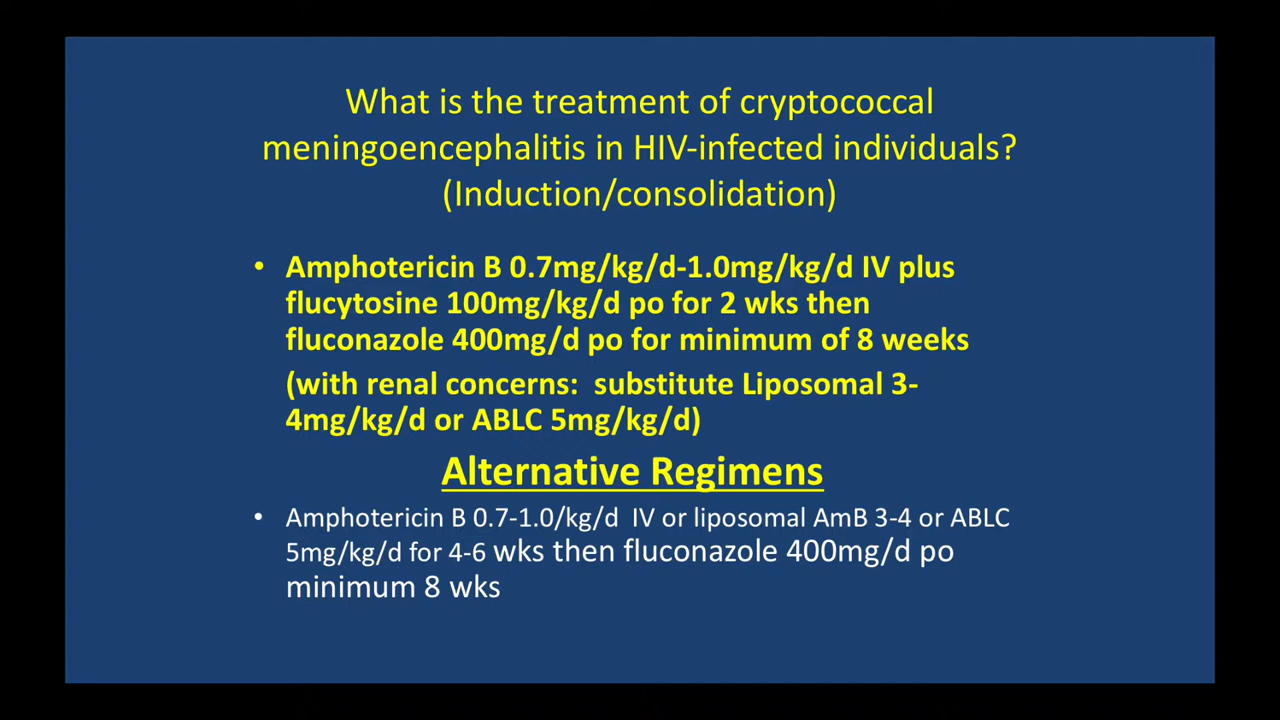 What is the treatment of cryptococcal
meningoencephalitis in HIV-infected individuals?
(Induction/consolidation)
• Amphotericin B 0.7mg/kg/d-1.0mg/kg/d IV plus
flucytosine 100mg/kg/d po for 2 wks then
fluconazole 400mg/d po for minimum of 8 weeks
(with renal concerns:  substitute Liposomal 3-
4mg/kg/d or ABLC 5mg/kg/d)
Alternative Regimens
• Amphotericin B 0.7-1.0/kg/d  IV or liposomal AmB 3-4 or ABLC
5mg/kg/d for 4-6 wks then fluconazole 400mg/d po
minimum 8 wks